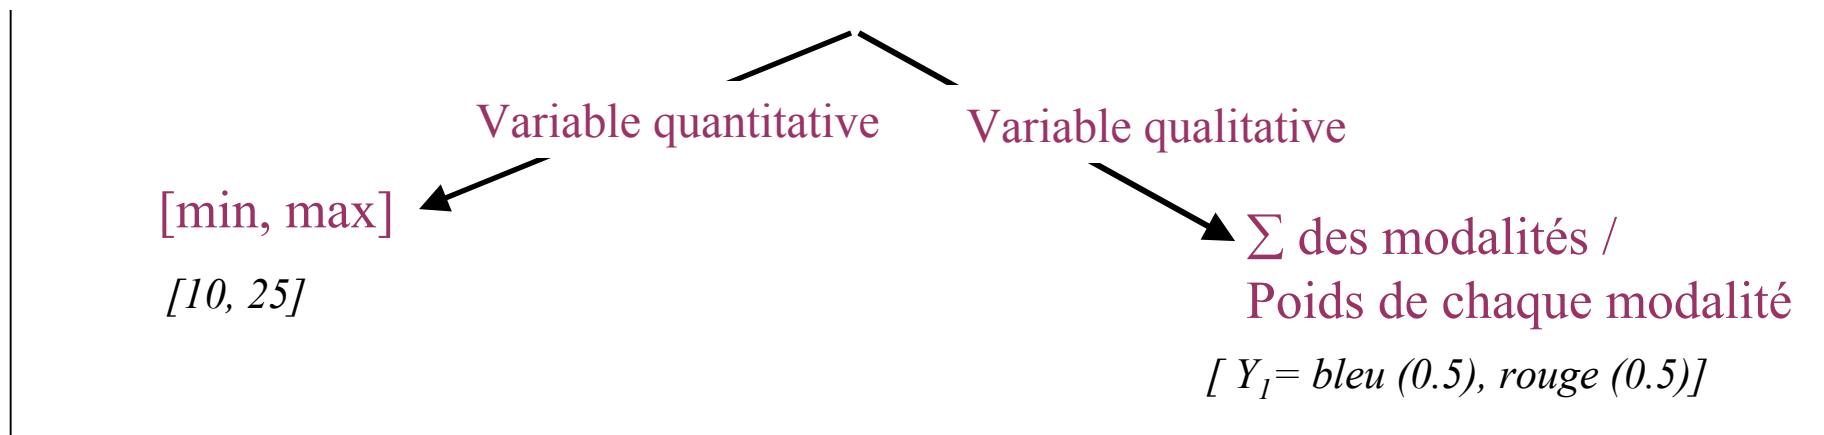 Variable quantitative
Variable qualitative
[min, max]
[10, 25]
∑ des modalités /
Poids de chaque modalité
[ Y1= bleu (0.5), rouge (0.5)]